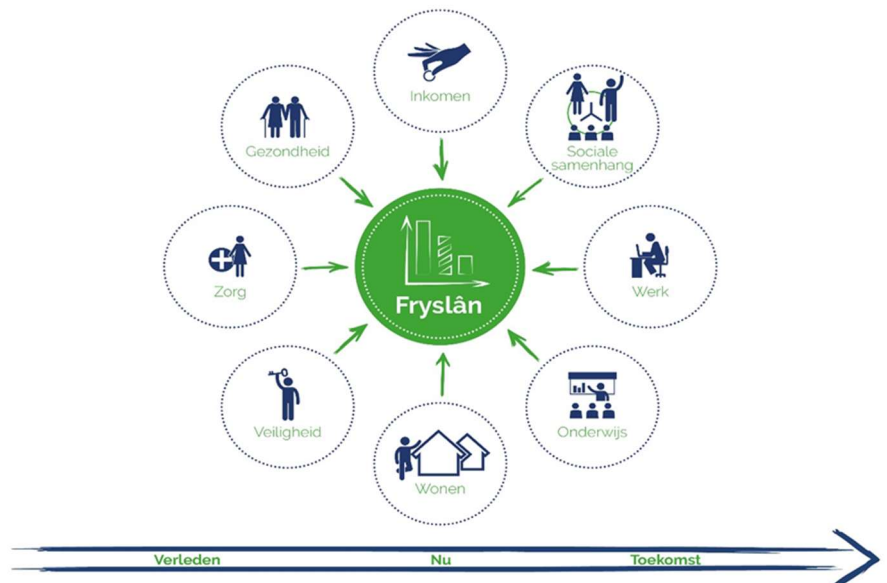 Inkomen
Sociale
samenhang
Gezondheid
Zorg
Fryslân
Werk
Veiligheid
Onderwijs
Wonen
Verleden
Nu
Toekomst